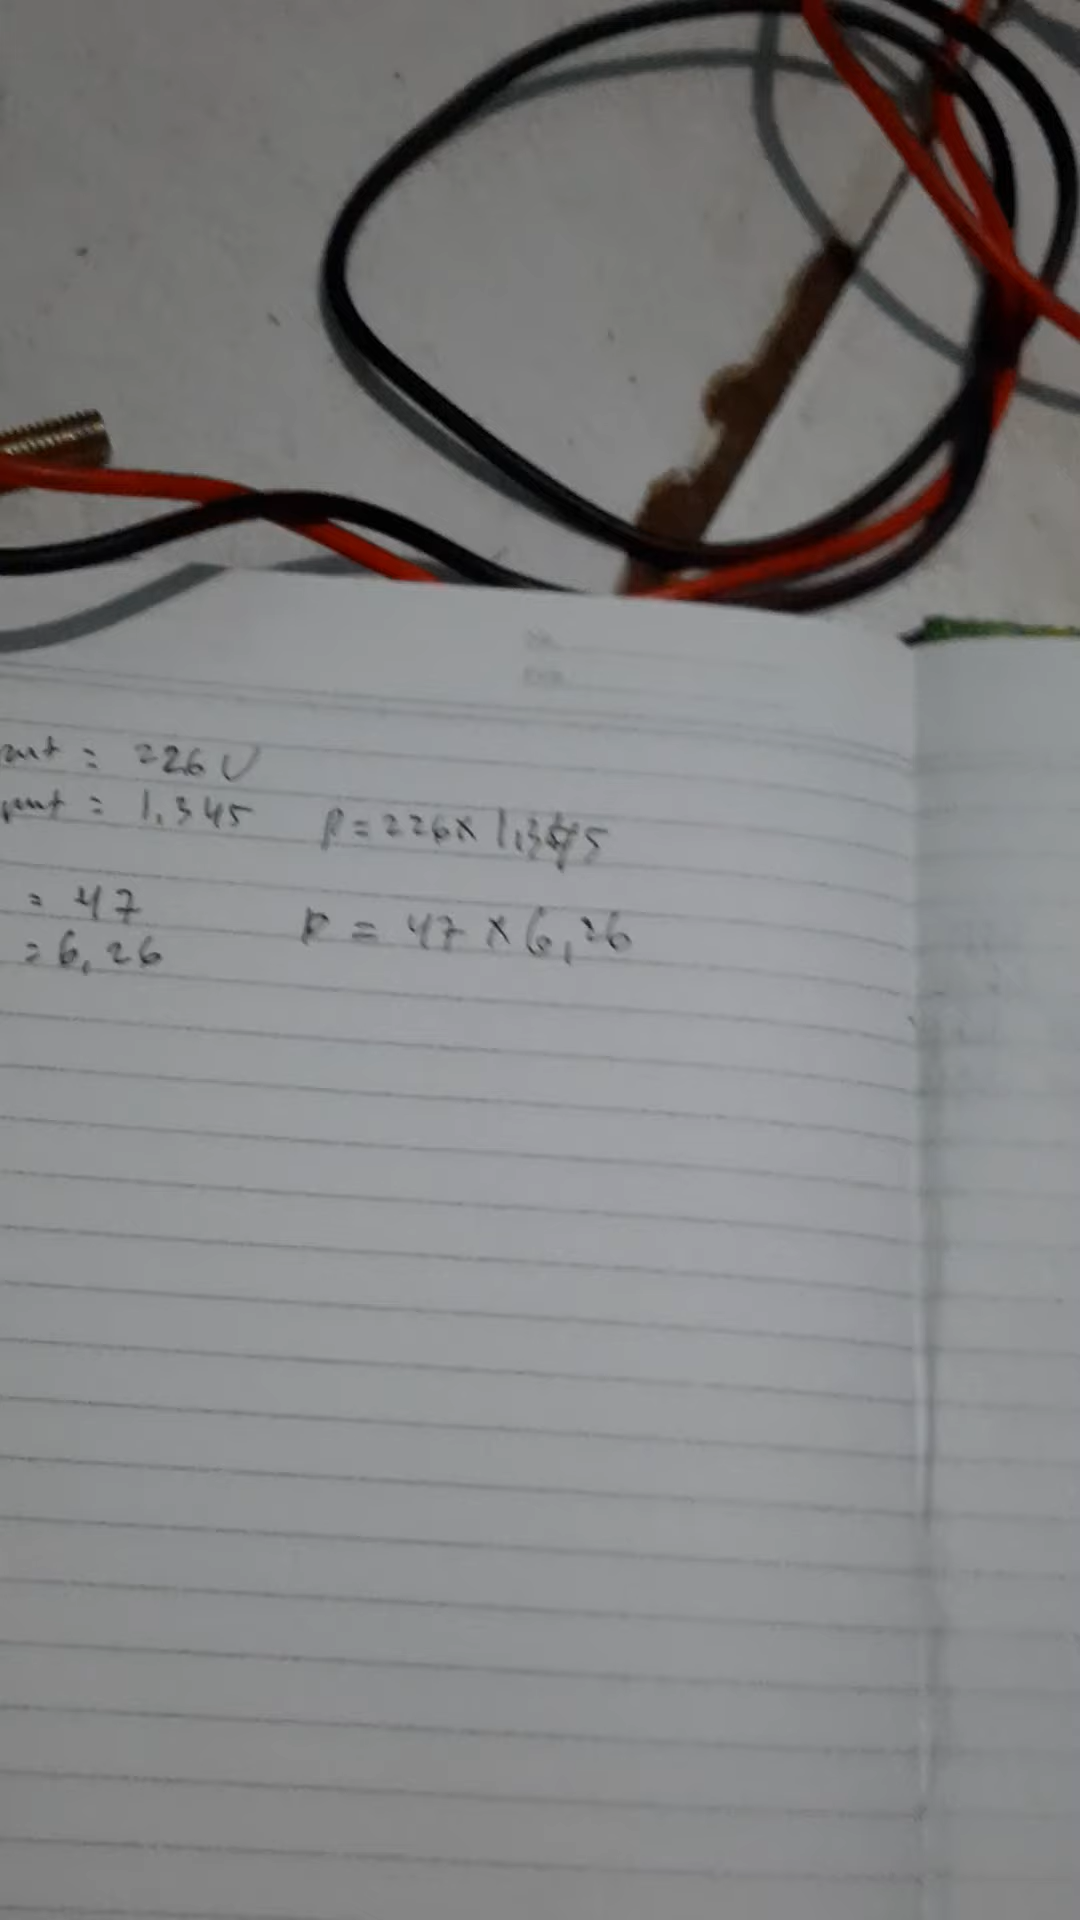 = 226 V
= 1,345 P = 226 x 1,345
= 47 P = 47 x 6,26
= 6,26